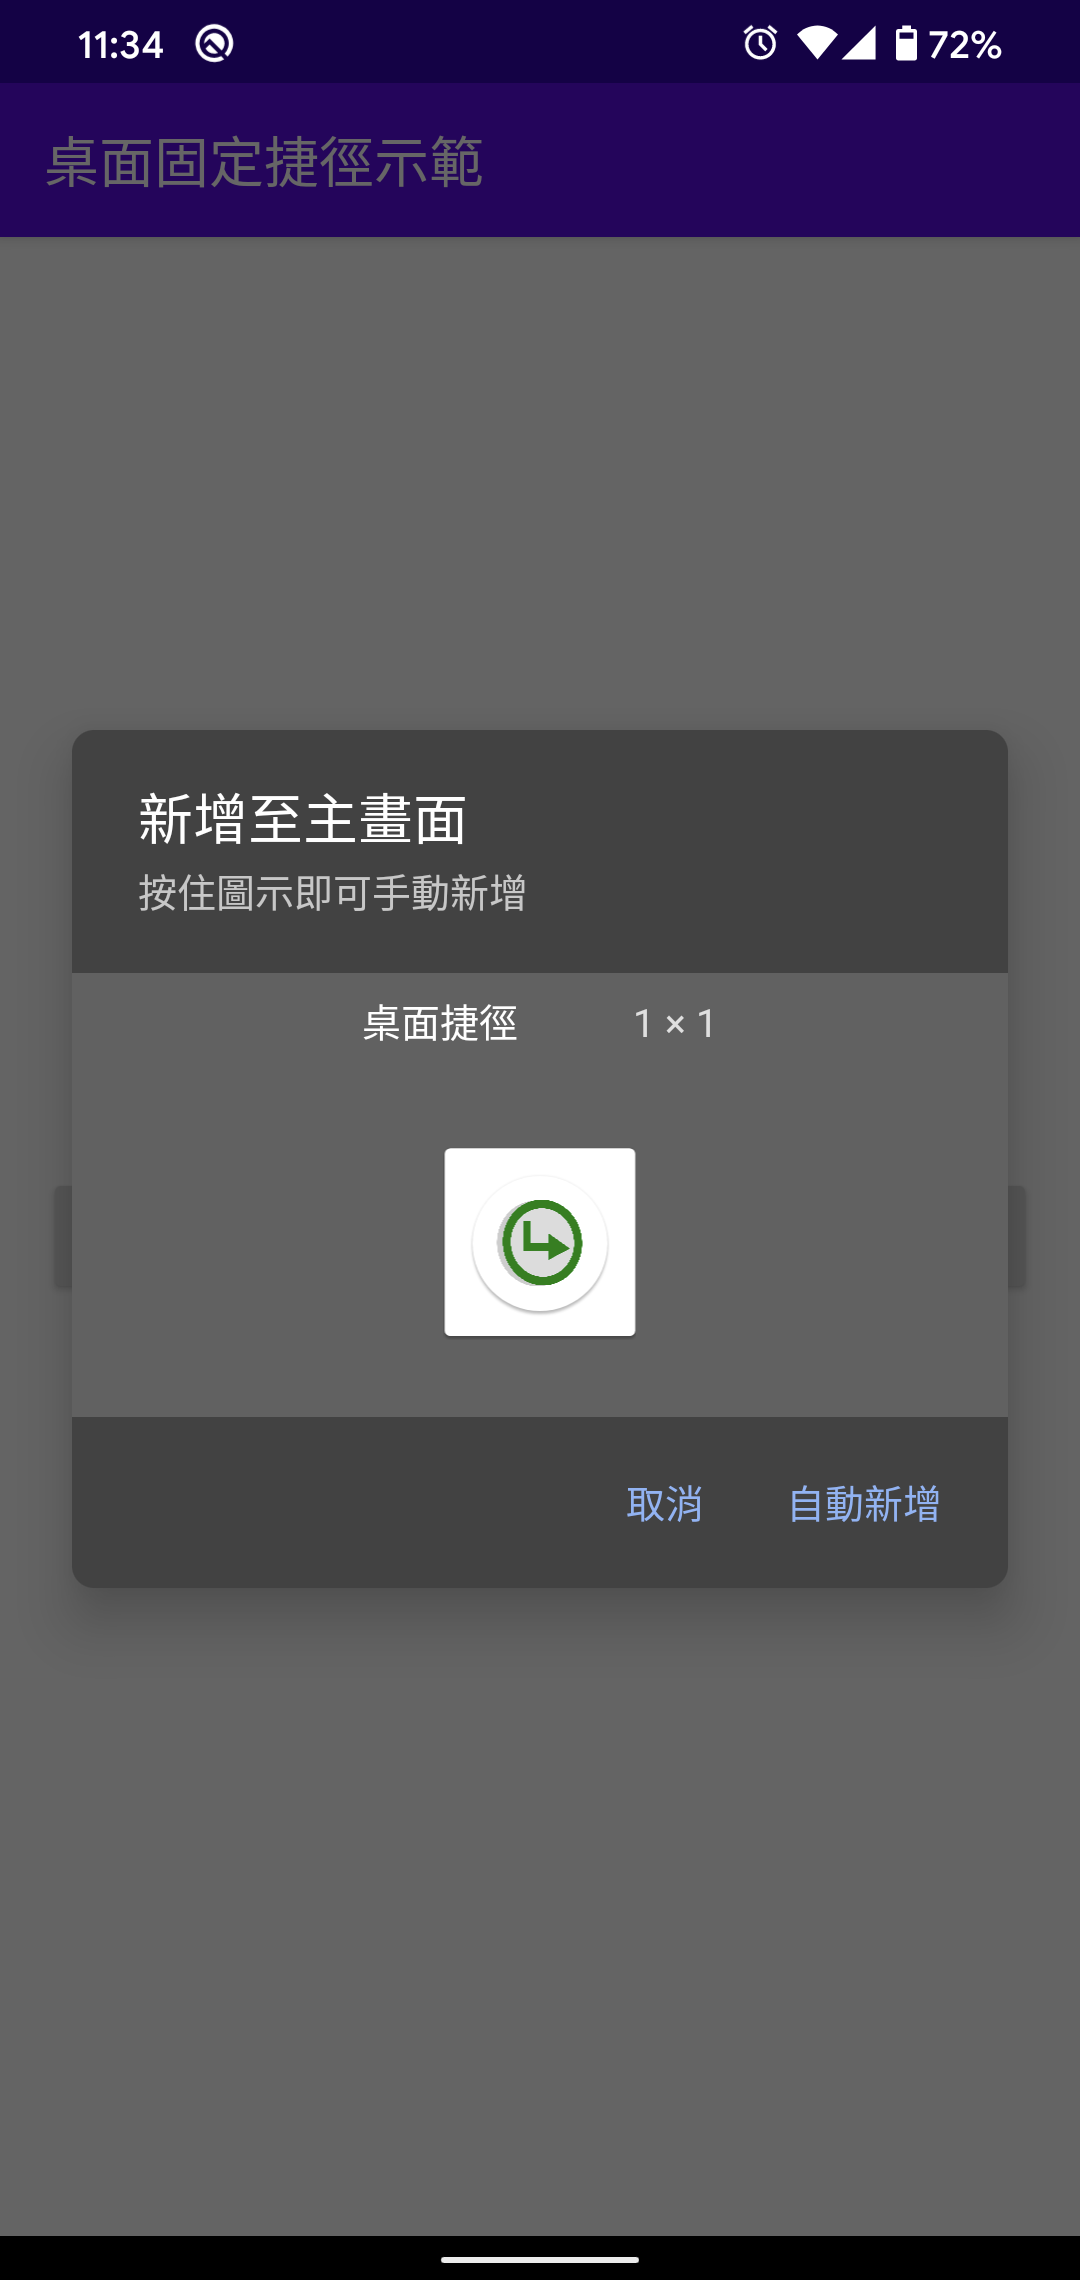 11:34
72%
桌面固定捷徑示範
新增至主畫面
按住圖示即可手動新增
桌面捷徑 1 × 1
取消 自動新增